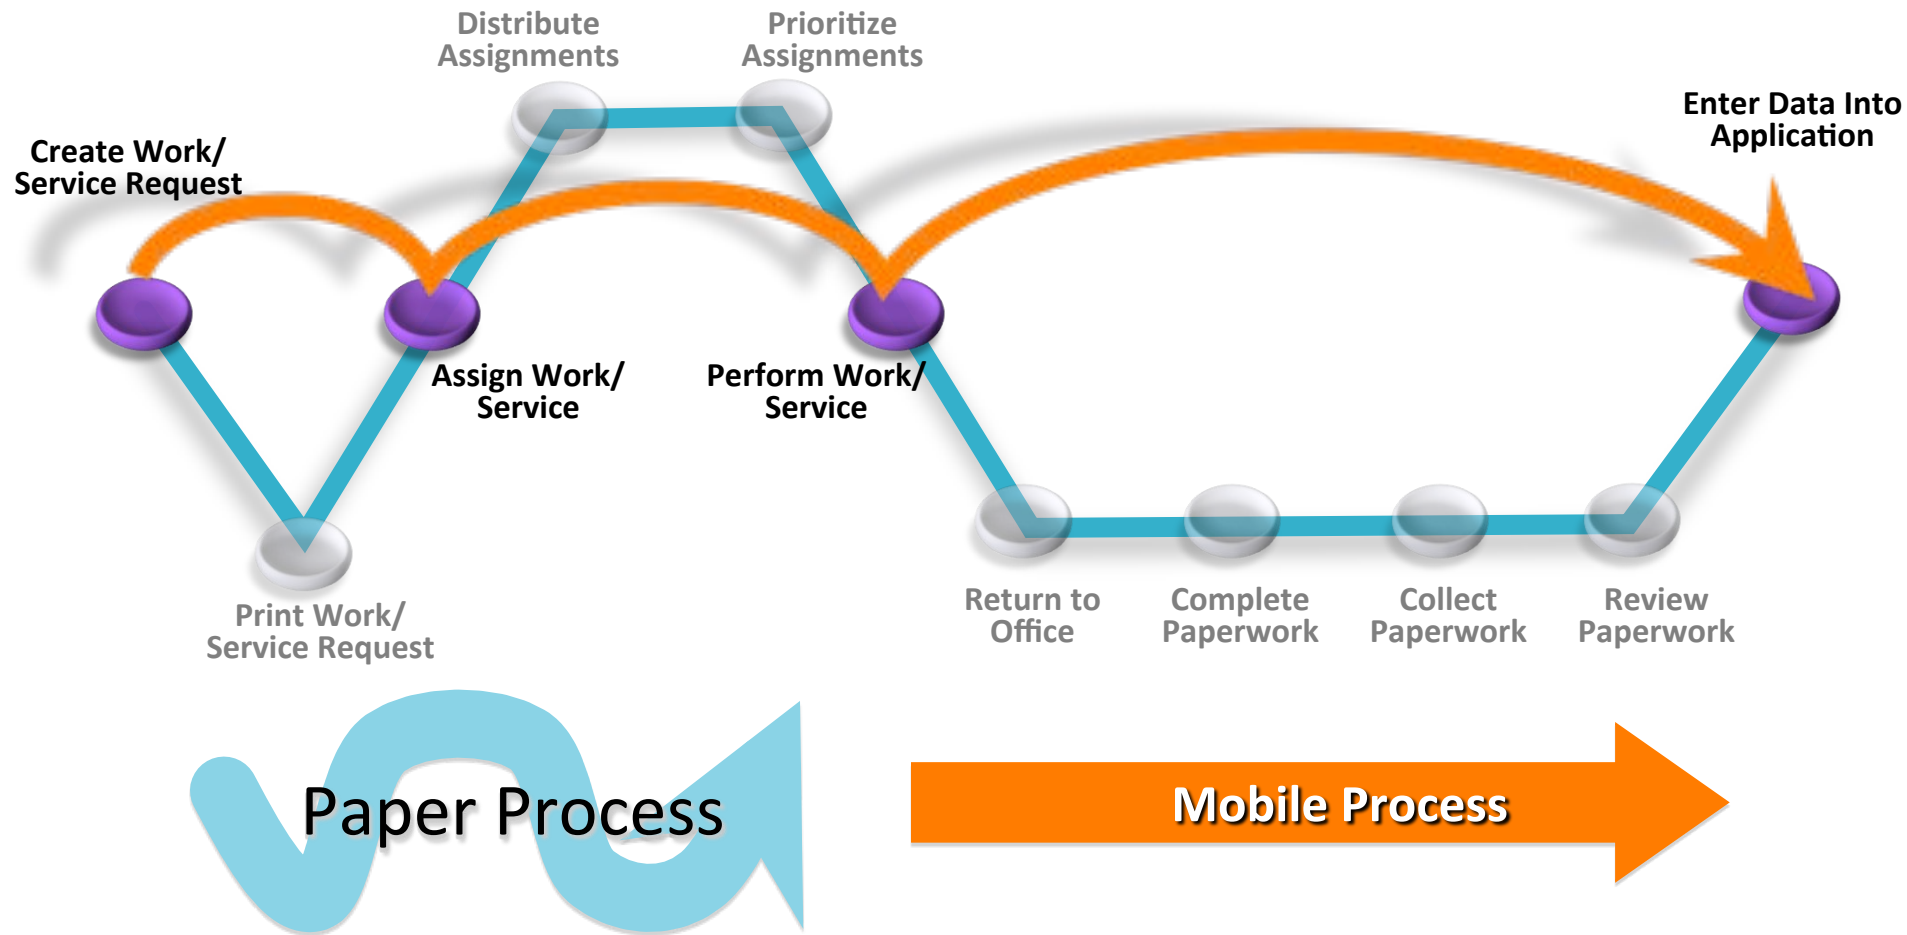 Distribute
Assignments
Prioritize
Assignments
Enter Data Into
Application
Create Work/
Service Request
Assign Work/
Service
Perform Work/
Service
Print Work/
Service Request
Return to
Office
Complete
Paperwork
Collect
Paperwork
Review
Paperwork
Paper Process
Mobile Process